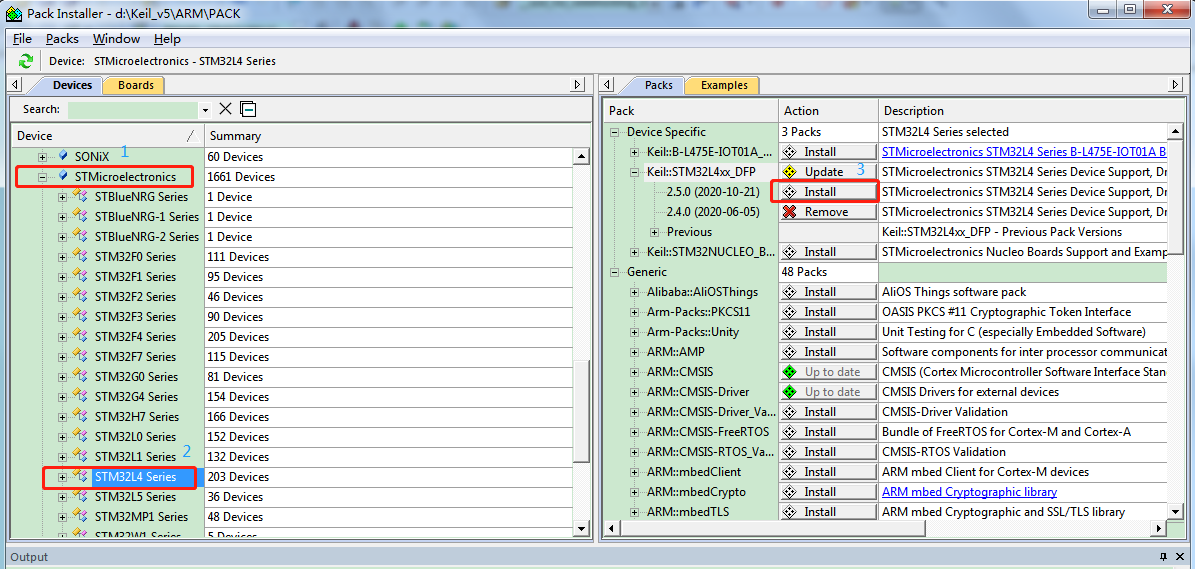 Pack Installer - d:\Keil_v5\ARM\PACK
File Packs Window Help
Device: STMicroelectronics - STM32L4 Series
Devices Boards
Search:
Device / Summary
SONiX 1 60 Devices
STMicroelectronics 1661 Devices
STBlueNRG Series 1 Device
STBlueNRG-1 Series 1 Device
STBlueNRG-2 Series 1 Device
STM32F0 Series 111 Devices
STM32F1 Series 95 Devices
STM32F2 Series 46 Devices
STM32F3 Series 90 Devices
STM32F4 Series 205 Devices
STM32F7 Series 115 Devices
STM32G0 Series 81 Devices
STM32G4 Series 154 Devices
STM32H7 Series 166 Devices
STM32L0 Series 152 Devices
STM32L1 Series 2 132 Devices
STM32L4 Series 203 Devices
STM32L5 Series 36 Devices
STM32MP1 Series 48 Devices
STM32W1 Series 5 Devices
Packs Examples
Pack Action Description
Device Specific 3 Packs STM32L4 Series selected
Keil::B-L475E-IOT01A_... Install STMicroelectronics STM32L4 Series B-L475E-IOT01A B
Keil::STM32L4xx_DFP Update 3 STMicroelectronics STM32L4 Series Device Support, Dr
2.5.0 (2020-10-21) Install STMicroelectronics STM32L4 Series Device Support, Dr
2.4.0 (2020-06-05) Remove STMicroelectronics STM32L4 Series Device Support, Dr
Previous Keil::STM32L4xx_DFP - Previous Pack Versions
Keil::STM32NUCLEO_B... Install STMicroelectronics Nucleo Boards Support and Examp
Generic 48 Packs
Alibaba::AliOSThings Install AliOS Things software pack
Arm-Packs::PKCS11 Install OASIS PKCS #11 Cryptographic Token Interface
Arm-Packs::Unity Install Unit Testing for C (especially Embedded Software)
ARM::AMP Install Software components for inter processor communicat
ARM::CMSIS Up to date CMSIS (Cortex Microcontroller Software Interface Stan
ARM::CMSIS-Driver Up to date CMSIS Drivers for external devices
ARM::CMSIS-Driver_Va... Install CMSIS-Driver Validation
ARM::CMSIS-FreeRTOS Install Bundle of FreeRTOS for Cortex-M and Cortex-A
ARM::CMSIS-RTOS_Va... Install CMSIS-RTOS Validation
ARM::mbedClient Install ARM mbed Client for Cortex-M devices
ARM::mbedCrypto Install ARM mbed Cryptographic library
ARM::mbedTLS Install ARM mbed Cryptographic and SSL/TLS library
Output